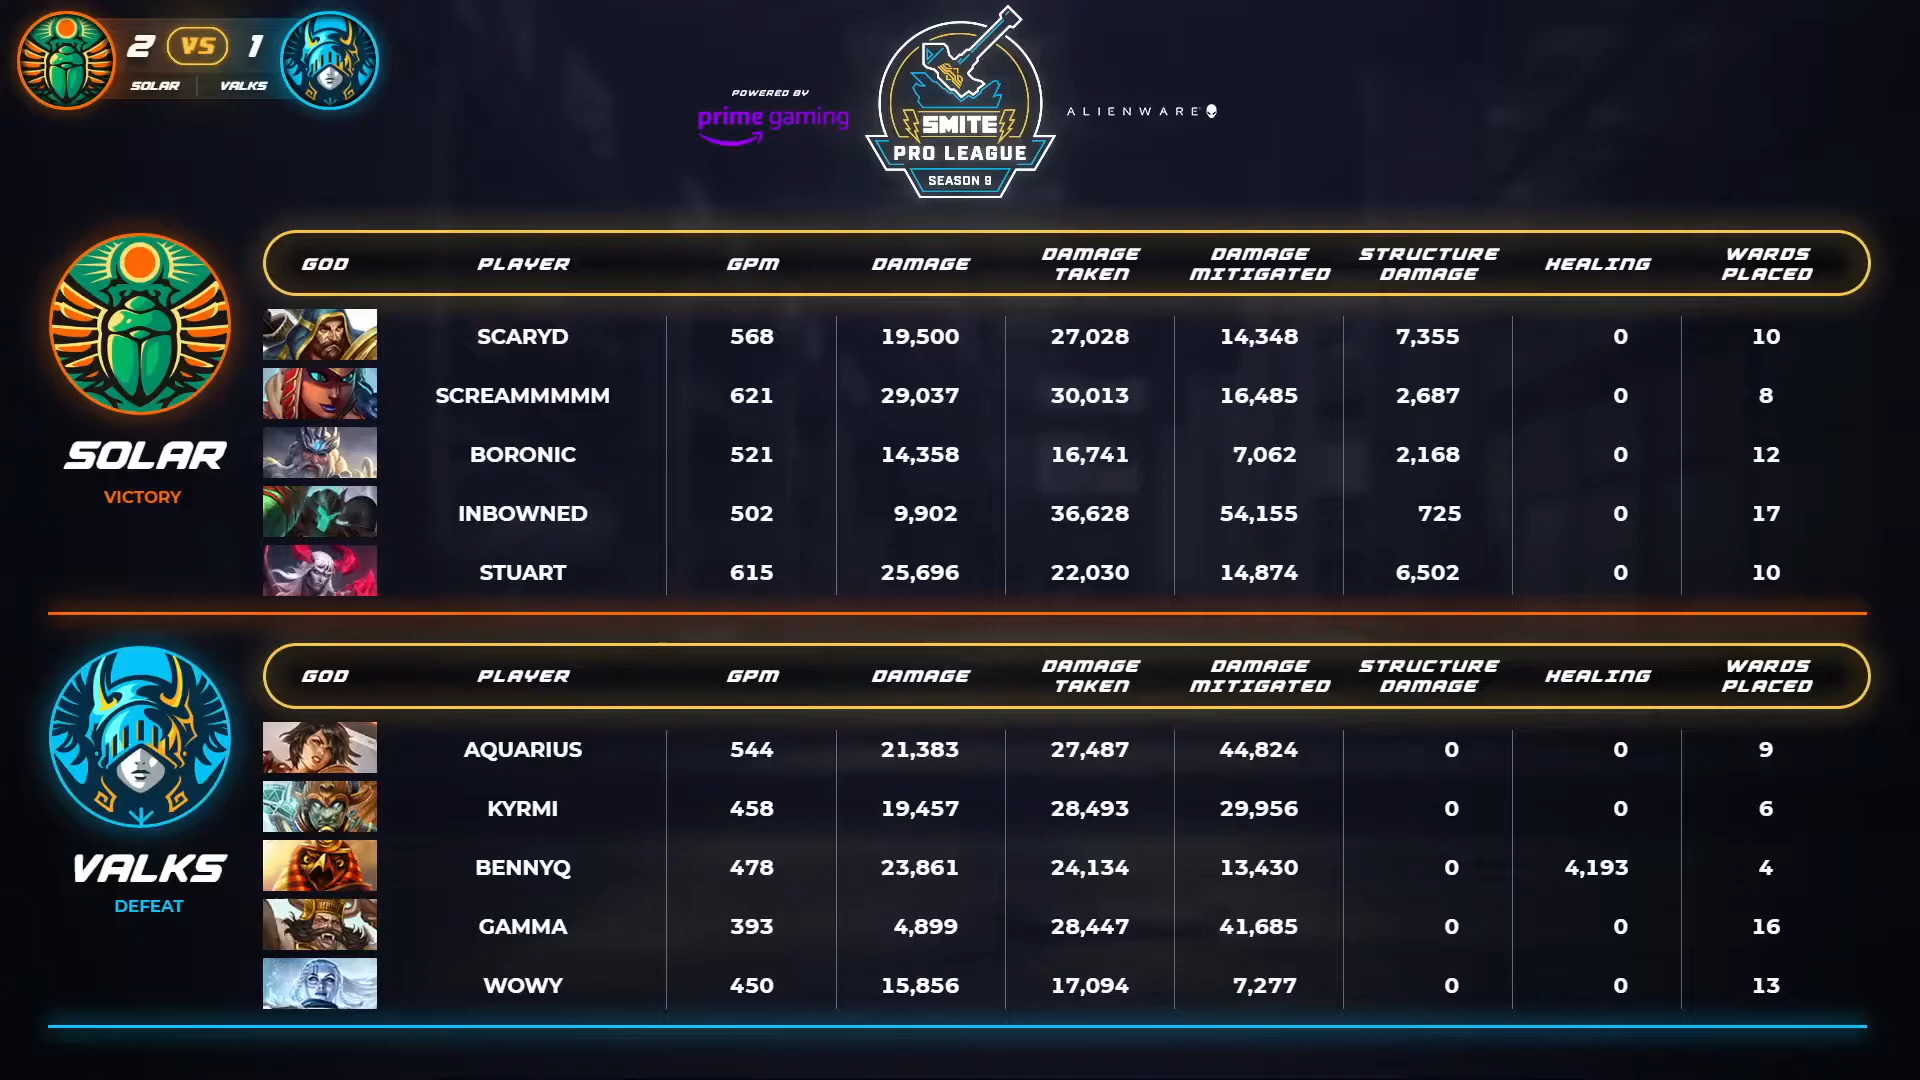 2 VS 1
SOLAR VALKS
POWERED BY
prime gaming
SMITE
PRO LEAGUE
SEASON 9
ALIENWARE
GOD PLAYER GPM DAMAGE DAMAGE TAKEN DAMAGE MITIGATED STRUCTURE DAMAGE HEALING WARDS PLACED
SCARYD 568 19,500 27,028 14,348 7,355 0 10
SCREAMMMMM 621 29,037 30,013 16,485 2,687 0 8
BORONIC 521 14,358 16,741 7,062 2,168 0 12
INBOWNED 502 9,902 36,628 54,155 725 0 17
STUART 615 25,696 22,030 14,874 6,502 0 10
SOLAR
VICTORY
GOD PLAYER GPM DAMAGE DAMAGE TAKEN DAMAGE MITIGATED STRUCTURE DAMAGE HEALING WARDS PLACED
AQUARIUS 544 21,383 27,487 44,824 0 0 9
KYRMI 458 19,457 28,493 29,956 0 0 6
BENNYQ 478 23,861 24,134 13,430 0 4,193 4
GAMMA 393 4,899 28,447 41,685 0 0 16
WOWY 450 15,856 17,094 7,277 0 0 13
VALKS
DEFEAT